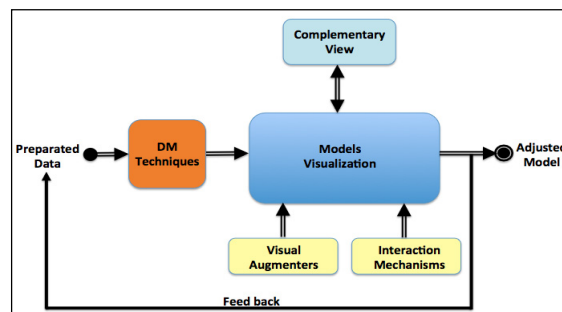 Complementary
View
Preparated
Data
DM
Techniques
Models
Visualization
Adjusted
Model
Visual
Augmenters
Interaction
Mechanisms
Feed back